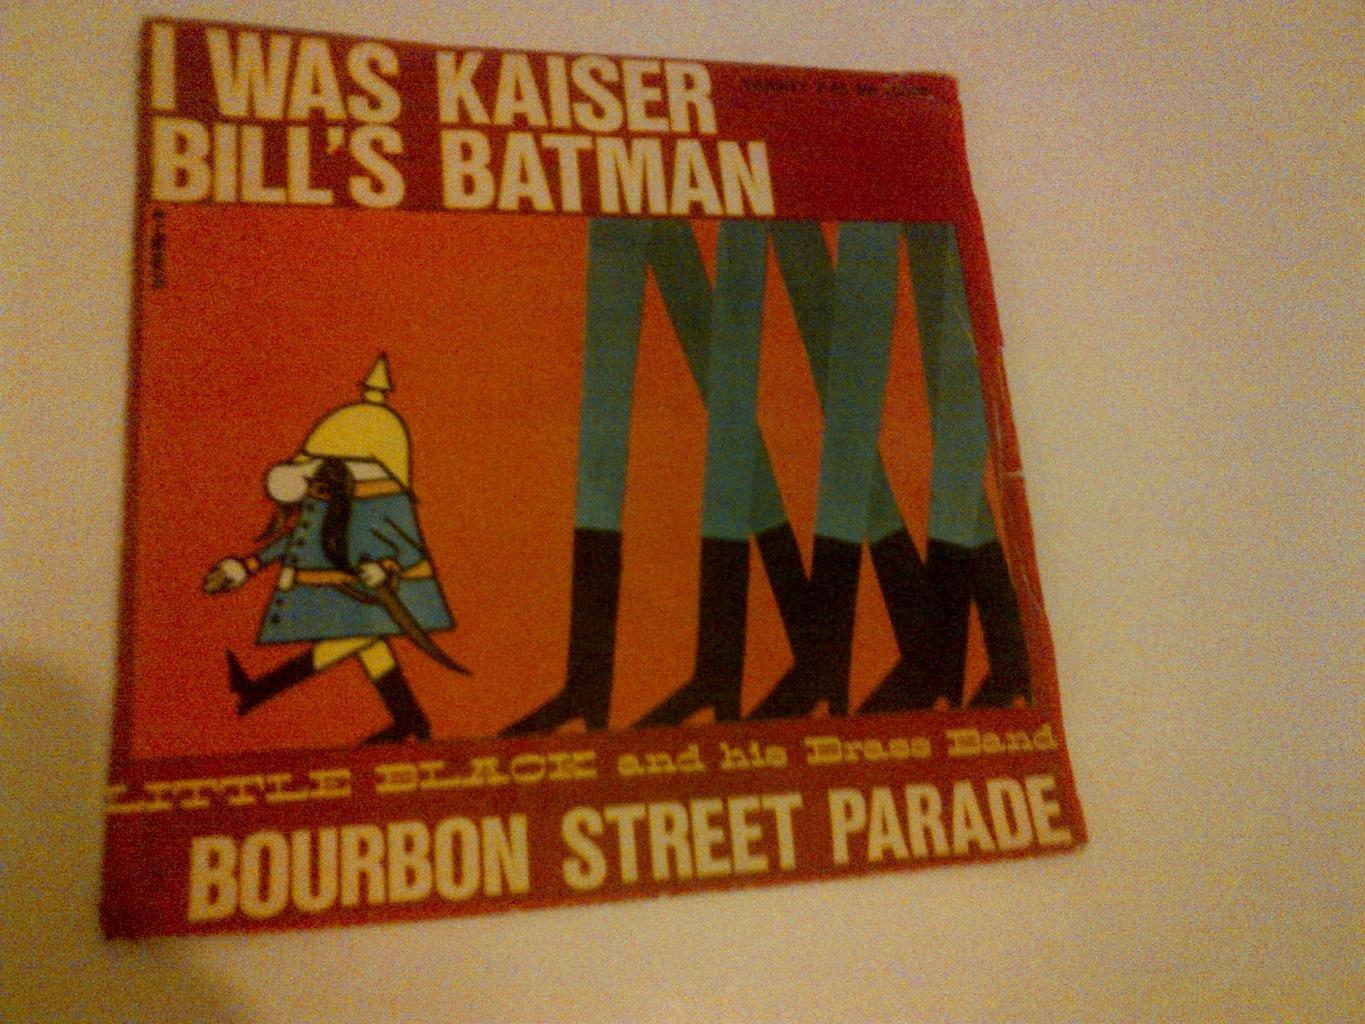 I WAS KAISER
BILL'S BATMAN
LITTLE BLACK and his Brass Band
BOURBON STREET PARADE